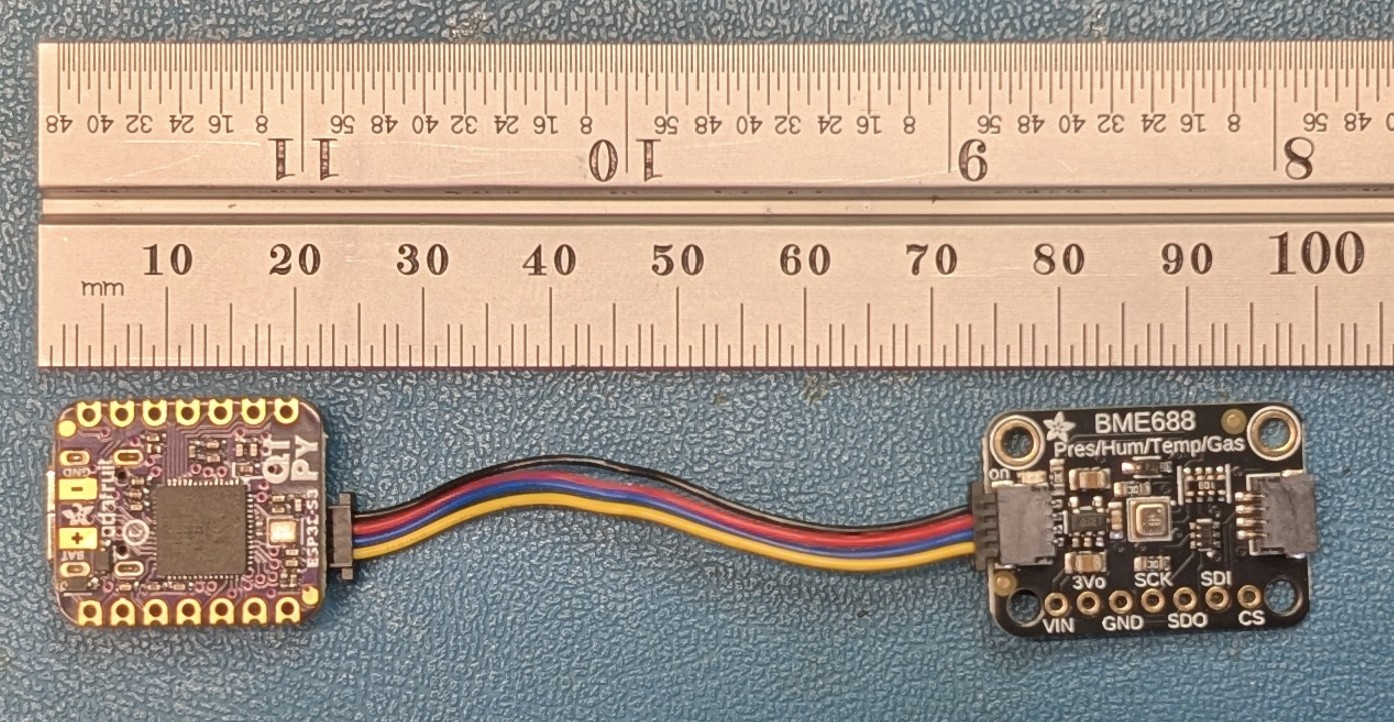 48 40 32 24 16 8 56 48 40 32 24 16 8 56 48 40 32 24 16 8 56 48 40 32 24 16 8 56 48
11 11 10 10 9 8
10 20 30 40 50 60 70 80 90 100
mm
GND
BAT
adafruit
QT
PY
ESP32-S3
BME688
Pres/Hum/Temp/Gas
on
3Vo SCK SDI
VIN GND SDO CS